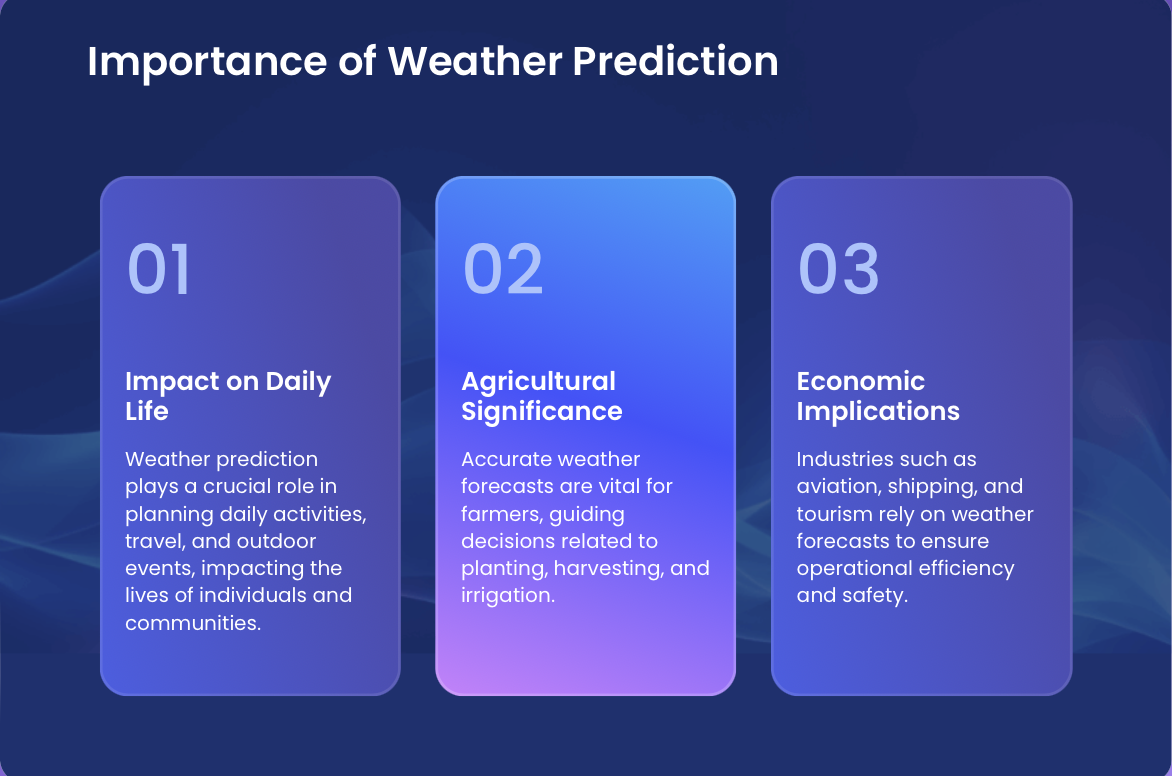 Importance of Weather Prediction
01
Impact on Daily
Life
Weather prediction
plays a crucial role in
planning daily activities,
travel, and outdoor
events, impacting the
lives of individuals and
communities.
02
Agricultural
Significance
Accurate weather
forecasts are vital for
farmers, guiding
decisions related to
planting, harvesting, and
irrigation.
03
Economic
Implications
Industries such as
aviation, shipping, and
tourism rely on weather
forecasts to ensure
operational efficiency
and safety.